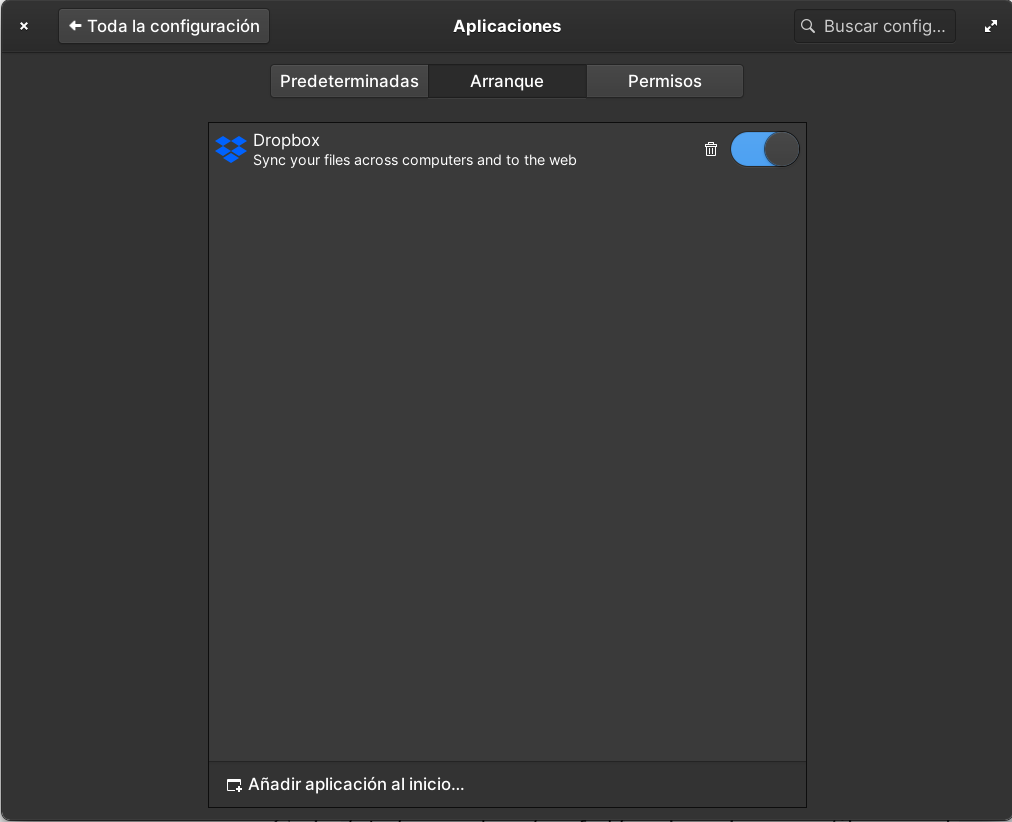 Toda la configuración
Aplicaciones
Buscar config...
Predeterminadas
Arranque
Permisos
Dropbox
Sync your files across computers and to the web
Añadir aplicación al inicio...